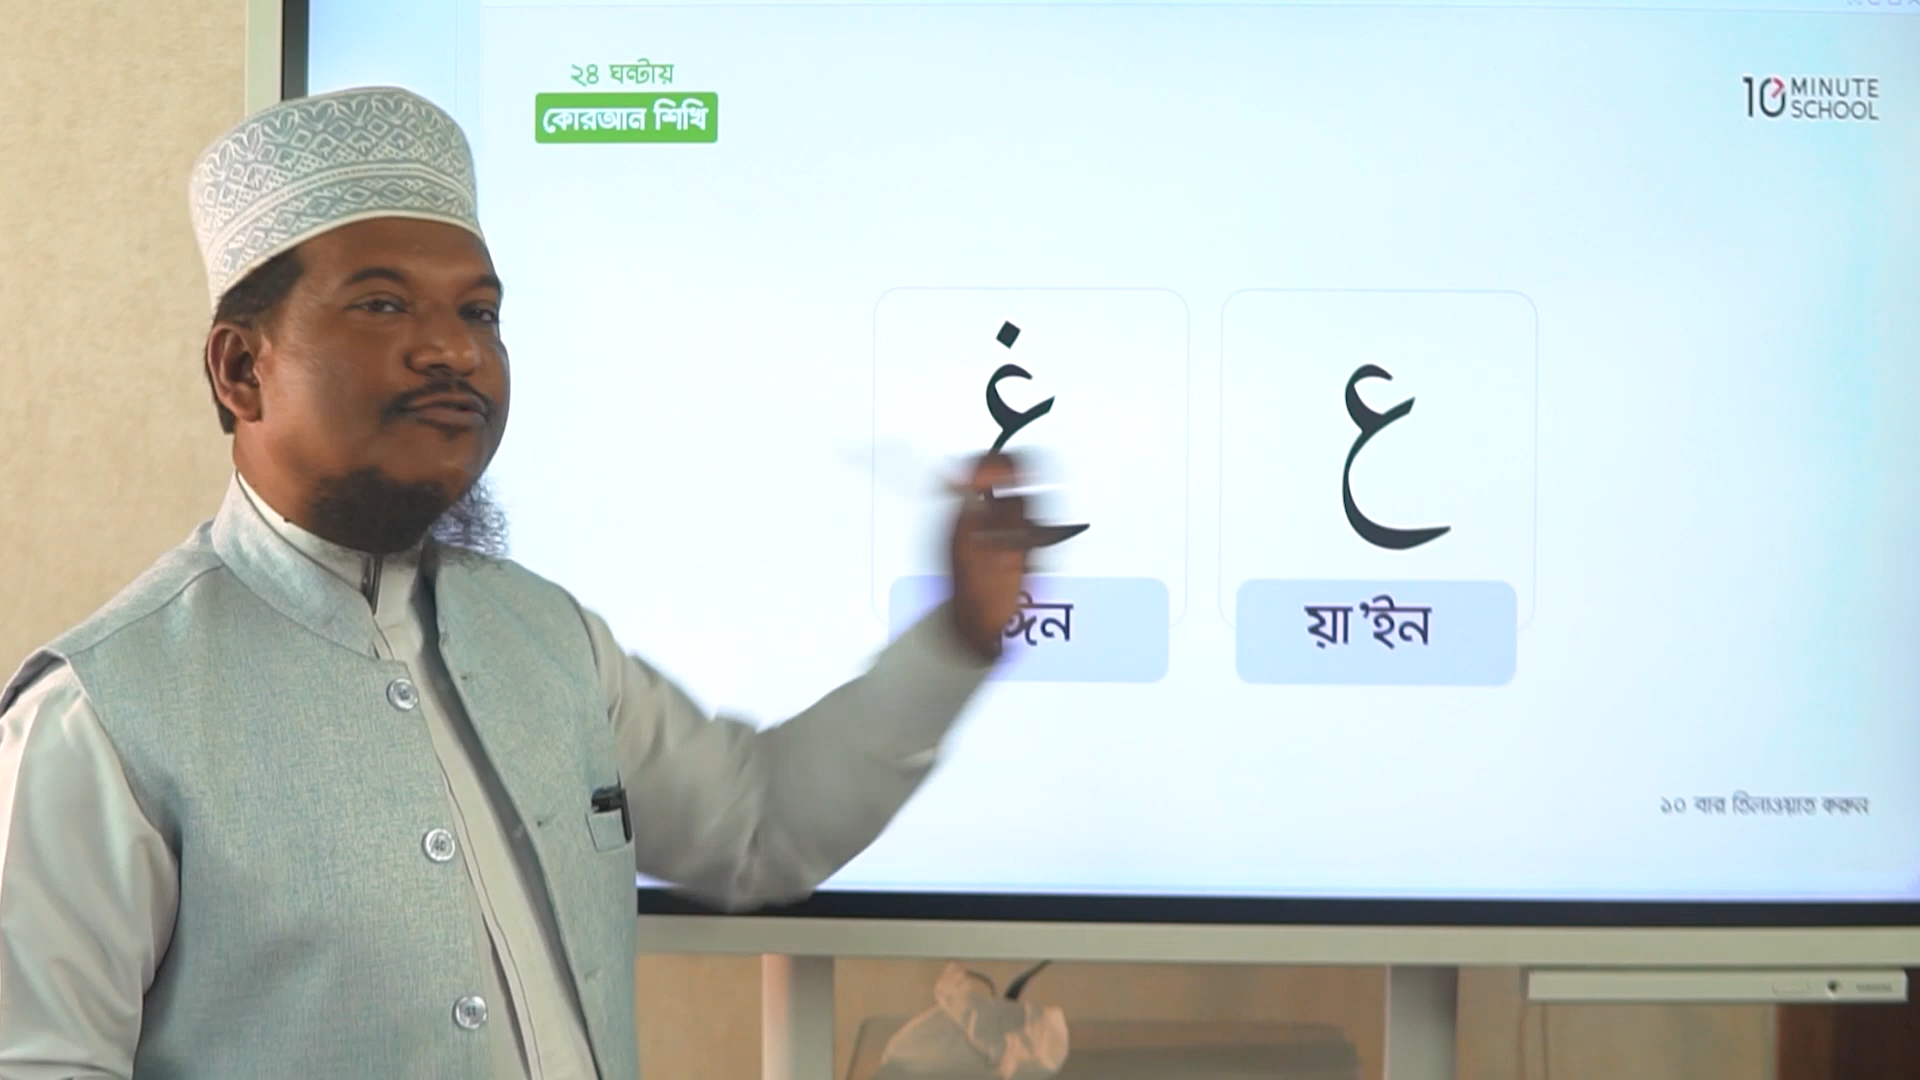 ২৪ ঘন্টায়
কোরআন শিখি
10 MINUTE SCHOOL
غ ع
য়া'ইন
১০ বার তিলাওয়াত করুন